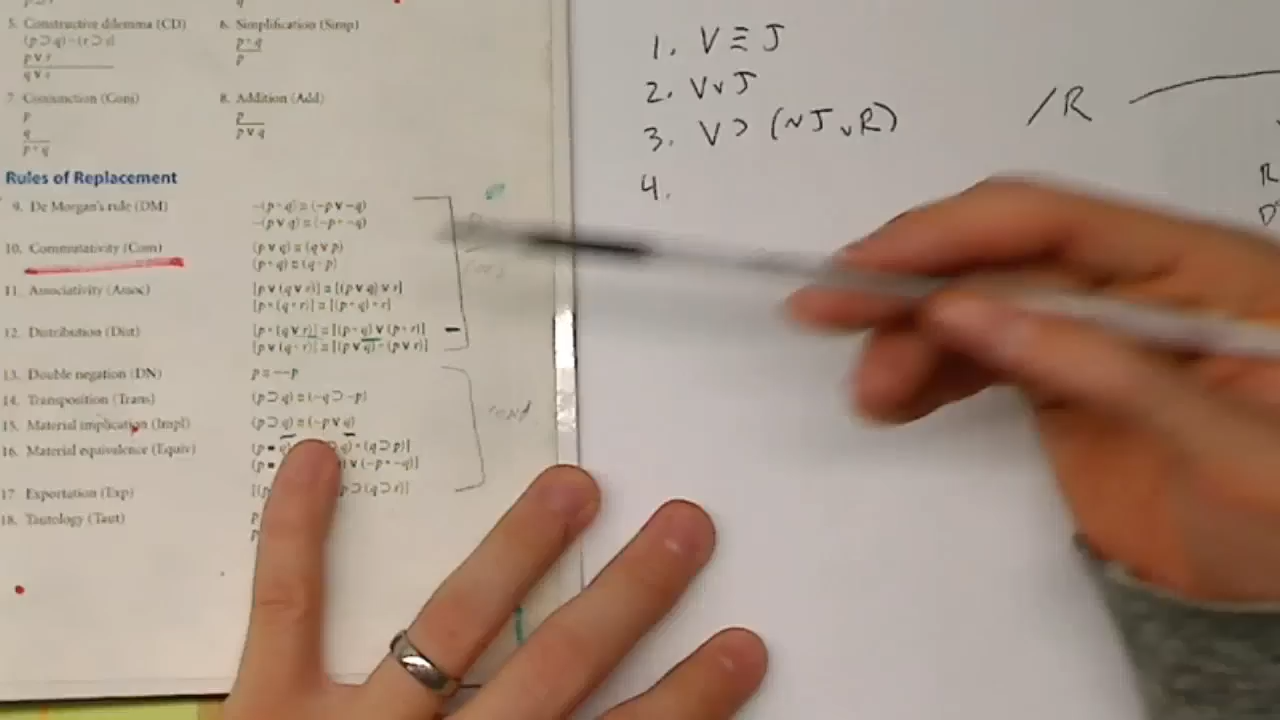 5. Constructive dilemma (CD)
(p ⊃ q) · (r ⊃ s)
p ∨ r
q ∨ s
6. Simplification (Simp)
p · q
p
7. Conjunction (Conj)
p
q
p · q
8. Addition (Add)
p
p ∨ q
Rules of Replacement
9. De Morgan's rule (DM)
~(p · q) ≡ (~p ∨ ~q)
~(p ∨ q) ≡ (~p · ~q)
10. Commutativity (Com)
(p ∨ q) ≡ (q ∨ p)
(p · q) ≡ (q · p)
11. Associativity (Assoc)
[p ∨ (q ∨ r)] ≡ [(p ∨ q) ∨ r]
[p · (q · r)] ≡ [(p · q) · r]
12. Distribution (Dist)
[p · (q ∨ r)] ≡ [(p · q) ∨ (p · r)]
[p ∨ (q · r)] ≡ [(p ∨ q) · (p ∨ r)]
13. Double negation (DN)
p ≡ ~~p
14. Transposition (Trans)
(p ⊃ q) ≡ (~q ⊃ ~p)
15. Material implication (Impl)
(p ⊃ q) ≡ (~p ∨ q)
16. Material equivalence (Equiv)
(p ≡ q) q) · (q ⊃ p)]
(p ≡ ∨ (~p · ~q)]
17. Exportation (Exp)
[(p p ⊃ (q ⊃ r)]
18. Tautology (Taut)
p
p
1. V ≡ J
2. V v J
3. V ⊃ (~J v R)
/R
4.
R